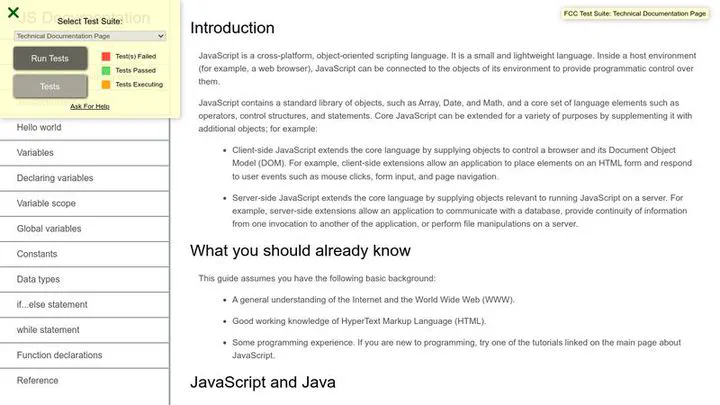 JS Documentation
Select Test Suite:
Technical Documentation Page
Run Tests
Test(s) Failed
Tests Passed
Tests Executing
Tests
Ask For Help
Hello world
Variables
Declaring variables
Variable scope
Global variables
Constants
Data types
if...else statement
while statement
Function declarations
Reference
FCC Test Suite: Technical Documentation Page
Introduction
JavaScript is a cross-platform, object-oriented scripting language. It is a small and lightweight language. Inside a host environment
(for example, a web browser), JavaScript can be connected to the objects of its environment to provide programmatic control over
them.
JavaScript contains a standard library of objects, such as Array, Date, and Math, and a core set of language elements such as
operators, control structures, and statements. Core JavaScript can be extended for a variety of purposes by supplementing it with
additional objects; for example:
• Client-side JavaScript extends the core language by supplying objects to control a browser and its Document Object
Model (DOM). For example, client-side extensions allow an application to place elements on an HTML form and respond
to user events such as mouse clicks, form input, and page navigation.
• Server-side JavaScript extends the core language by supplying objects relevant to running JavaScript on a server. For
example, server-side extensions allow an application to communicate with a database, provide continuity of information
from one invocation to another of the application, or perform file manipulations on a server.
What you should already know
This guide assumes you have the following basic background:
• A general understanding of the Internet and the World Wide Web (WWW).
• Good working knowledge of HyperText Markup Language (HTML).
• Some programming experience. If you are new to programming, try one of the tutorials linked on the main page about
JavaScript.
JavaScript and Java